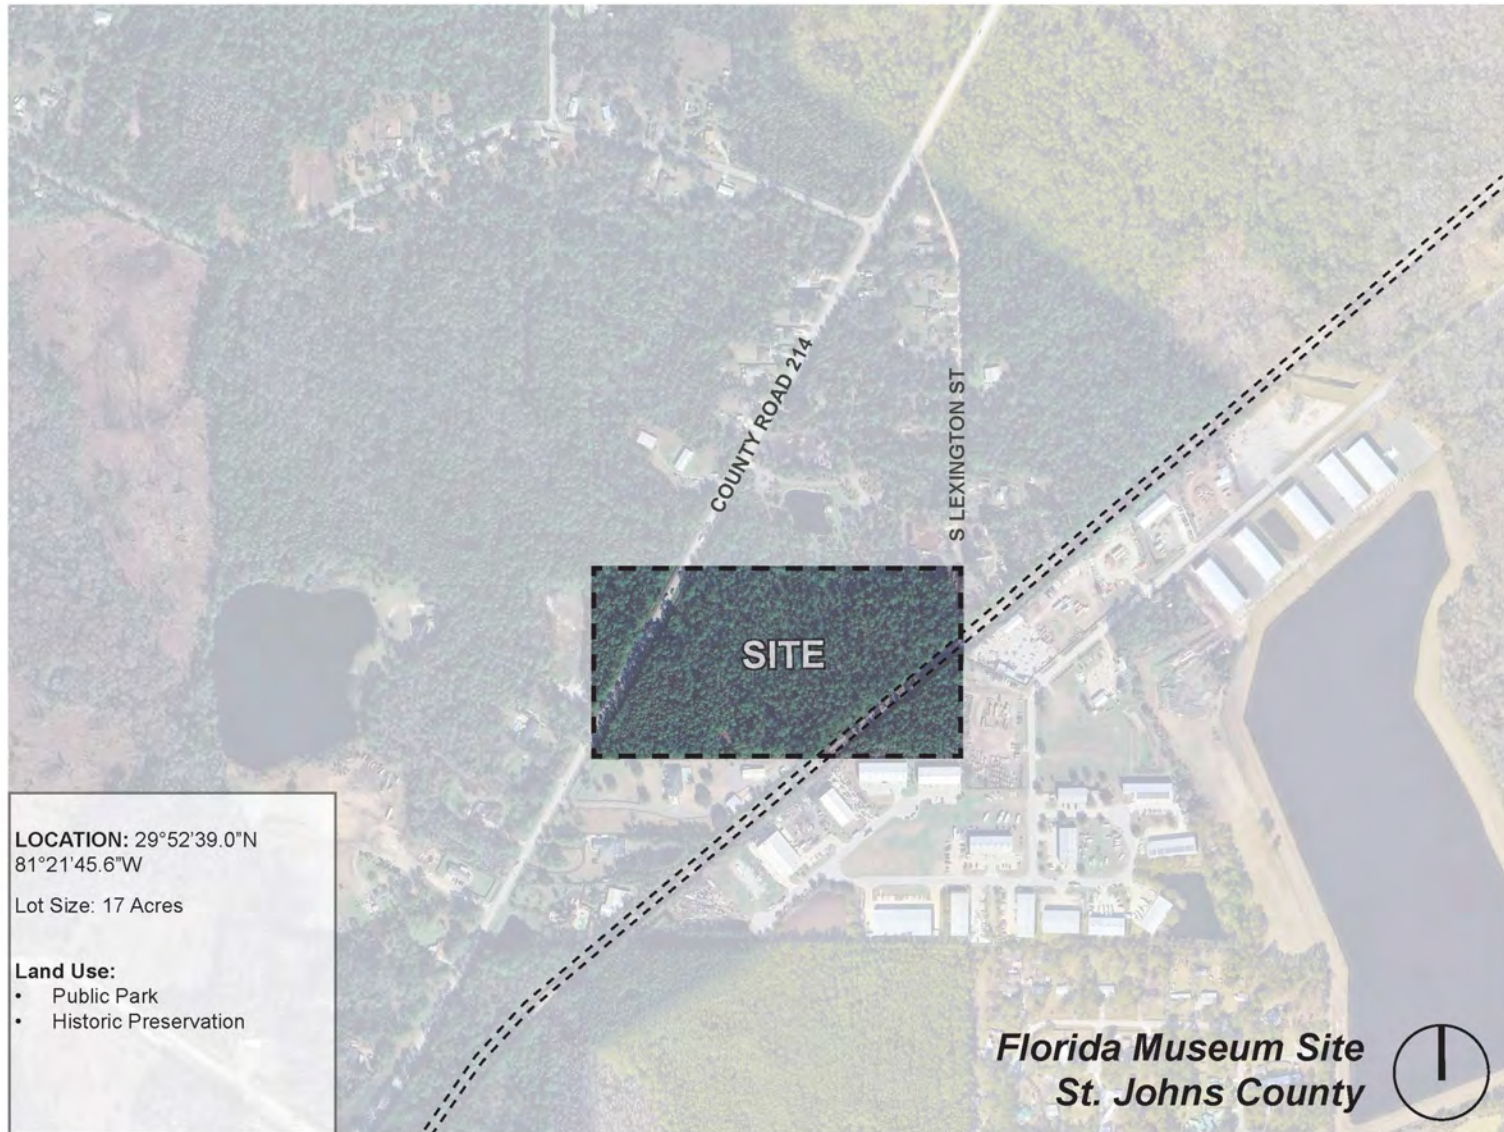 COUNTY ROAD 214
S LEXINGTON ST
SITE
LOCATION: 29°52'39.0"N
81°21'45.6"W
Lot Size: 17 Acres
Land Use:
• Public Park
• Historic Preservation
Florida Museum Site
St. Johns County